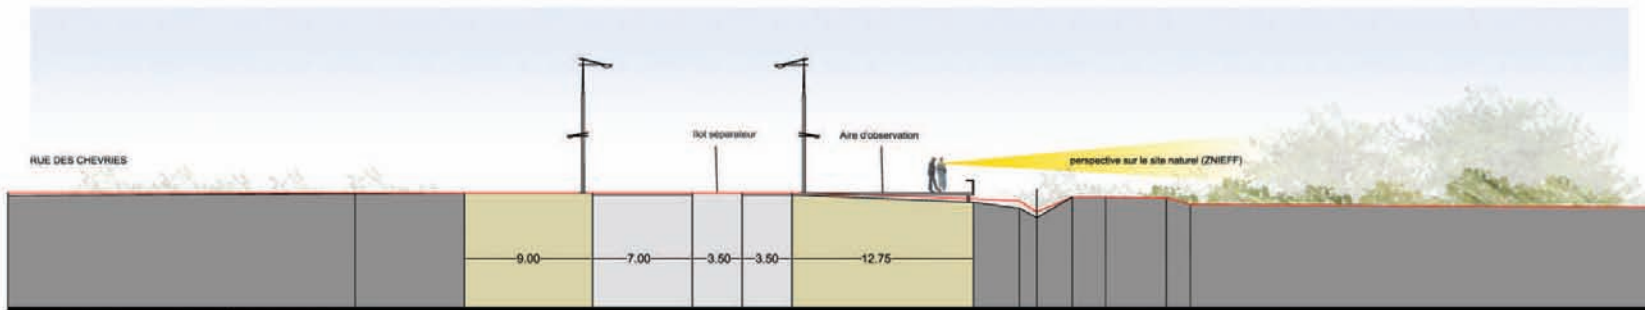 Ilot séparateur
Aire d'observation
RUE DES CHEVRIES
perspective sur le site naturel (ZNIEFF)
9.00
7.00
3.50
3.50
12.75